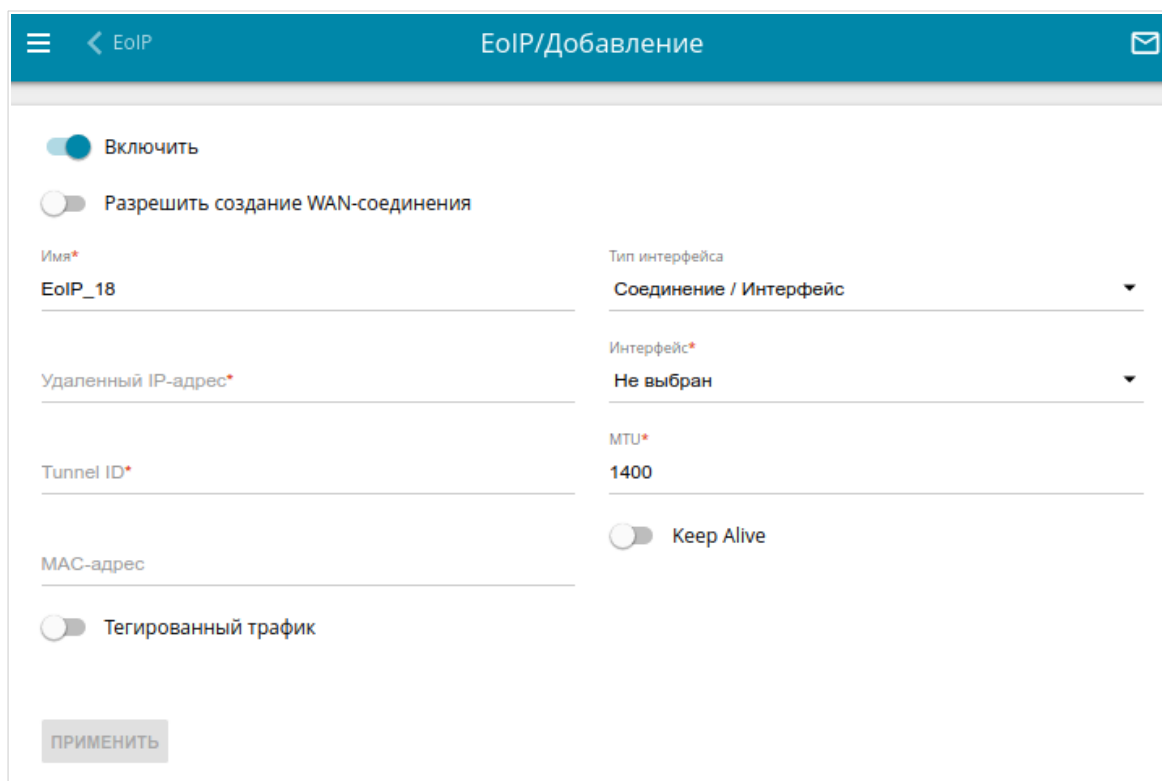 EoIP
EoIP/Добавление
Включить
Разрешить создание WAN-соединения
Имя*
EoIP_18
Тип интерфейса
Соединение / Интерфейс
Удаленный IP-адрес*
Интерфейс*
Не выбран
Tunnel ID*
MTU*
1400
MAC-адрес
Keep Alive
Тегированный трафик
ПРИМЕНИТЬ